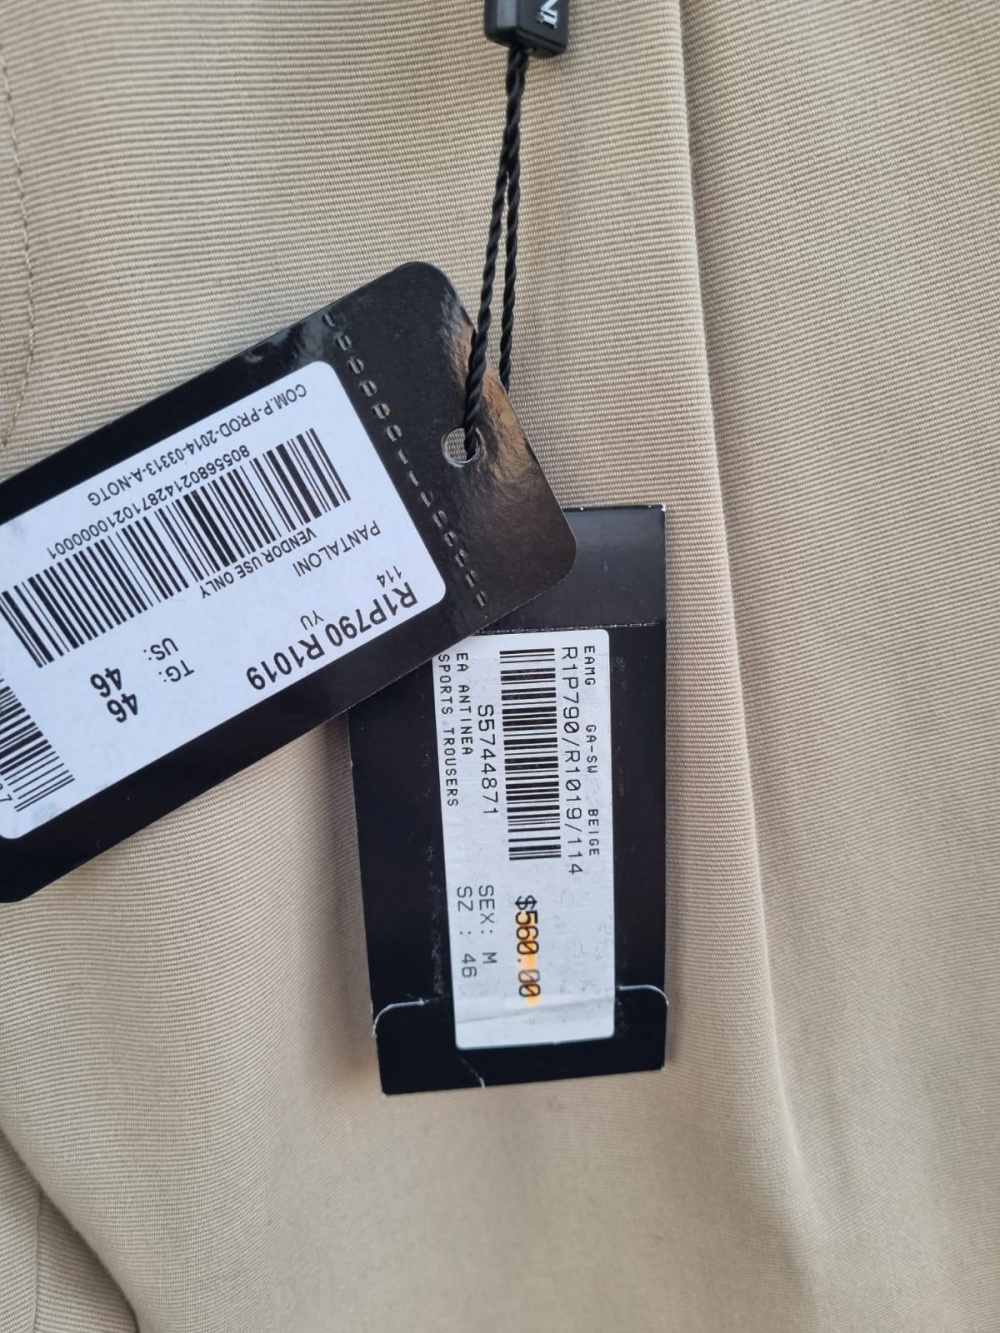 NI
COM.P-PROD-2014-03313-A-NOTG
8055680214287102100000001
VENDOR USE ONLY
PANTALONI
114
R1P790 R1019
YU
TG: 46
US: 46
EAMG GA-SW BEIGE
R1P790/R1019/114
$560.00
S5744871 SEX: M
EA ANTINEA SZ : 46
SPORTS TROUSERS